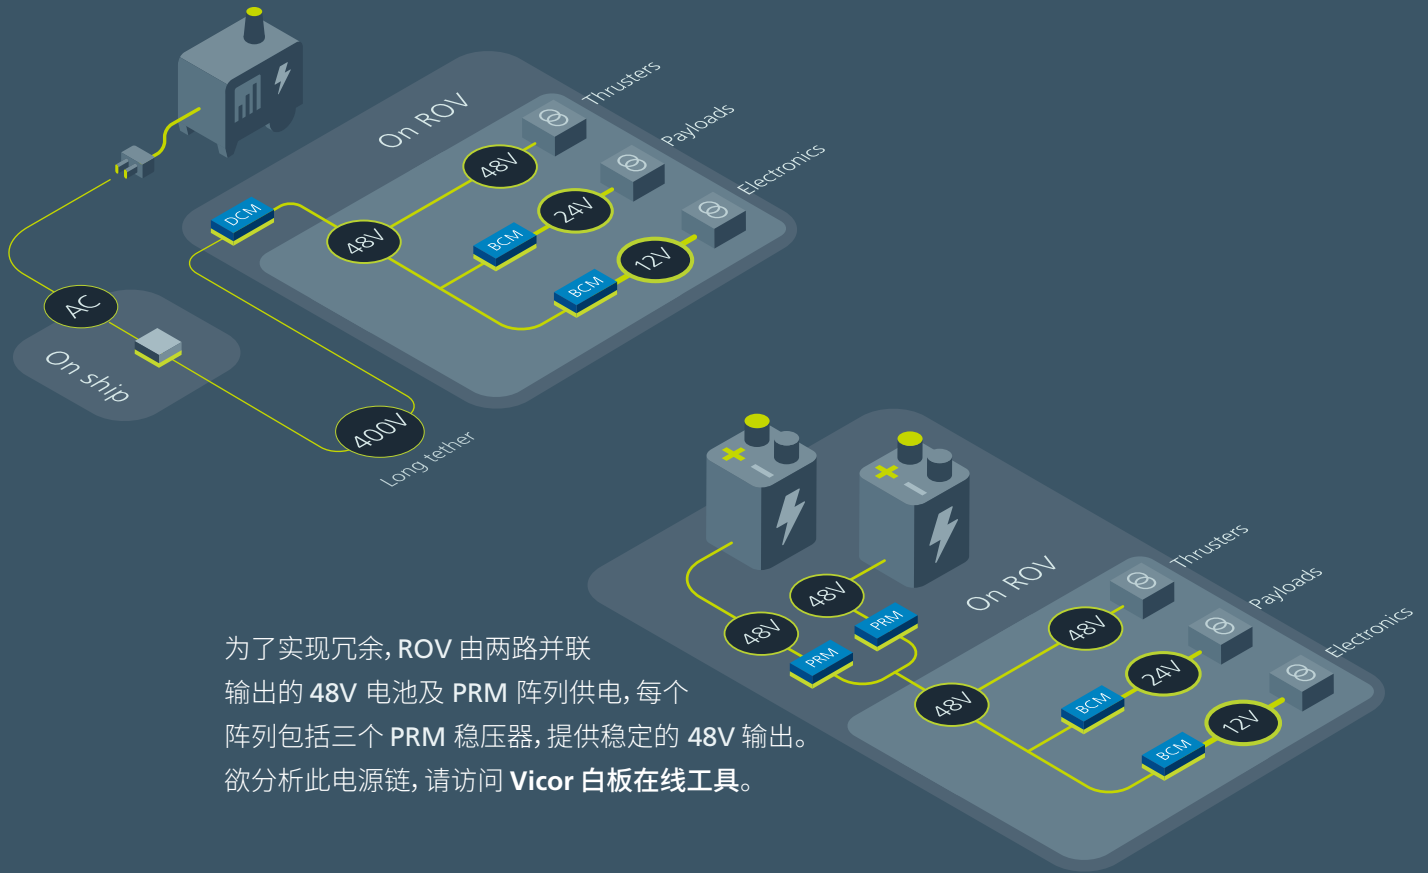 Thrusters
Payloads
Electronics
On ROV
48V
24V
12V
DCM
48V
BCM
BCM
AC
On ship
400V
Long tether
On ROV
Thrusters
Payloads
Electronics
48V
48V
PRM
PRM
48V
48V
24V
12V
BCM
BCM
为了实现冗余，ROV 由两路并联
输出的 48V 电池及 PRM 阵列供电，每个
阵列包括三个 PRM 稳压器，提供稳定的 48V 输出。
欲分析此电源链，请访问 Vicor 白板在线工具。